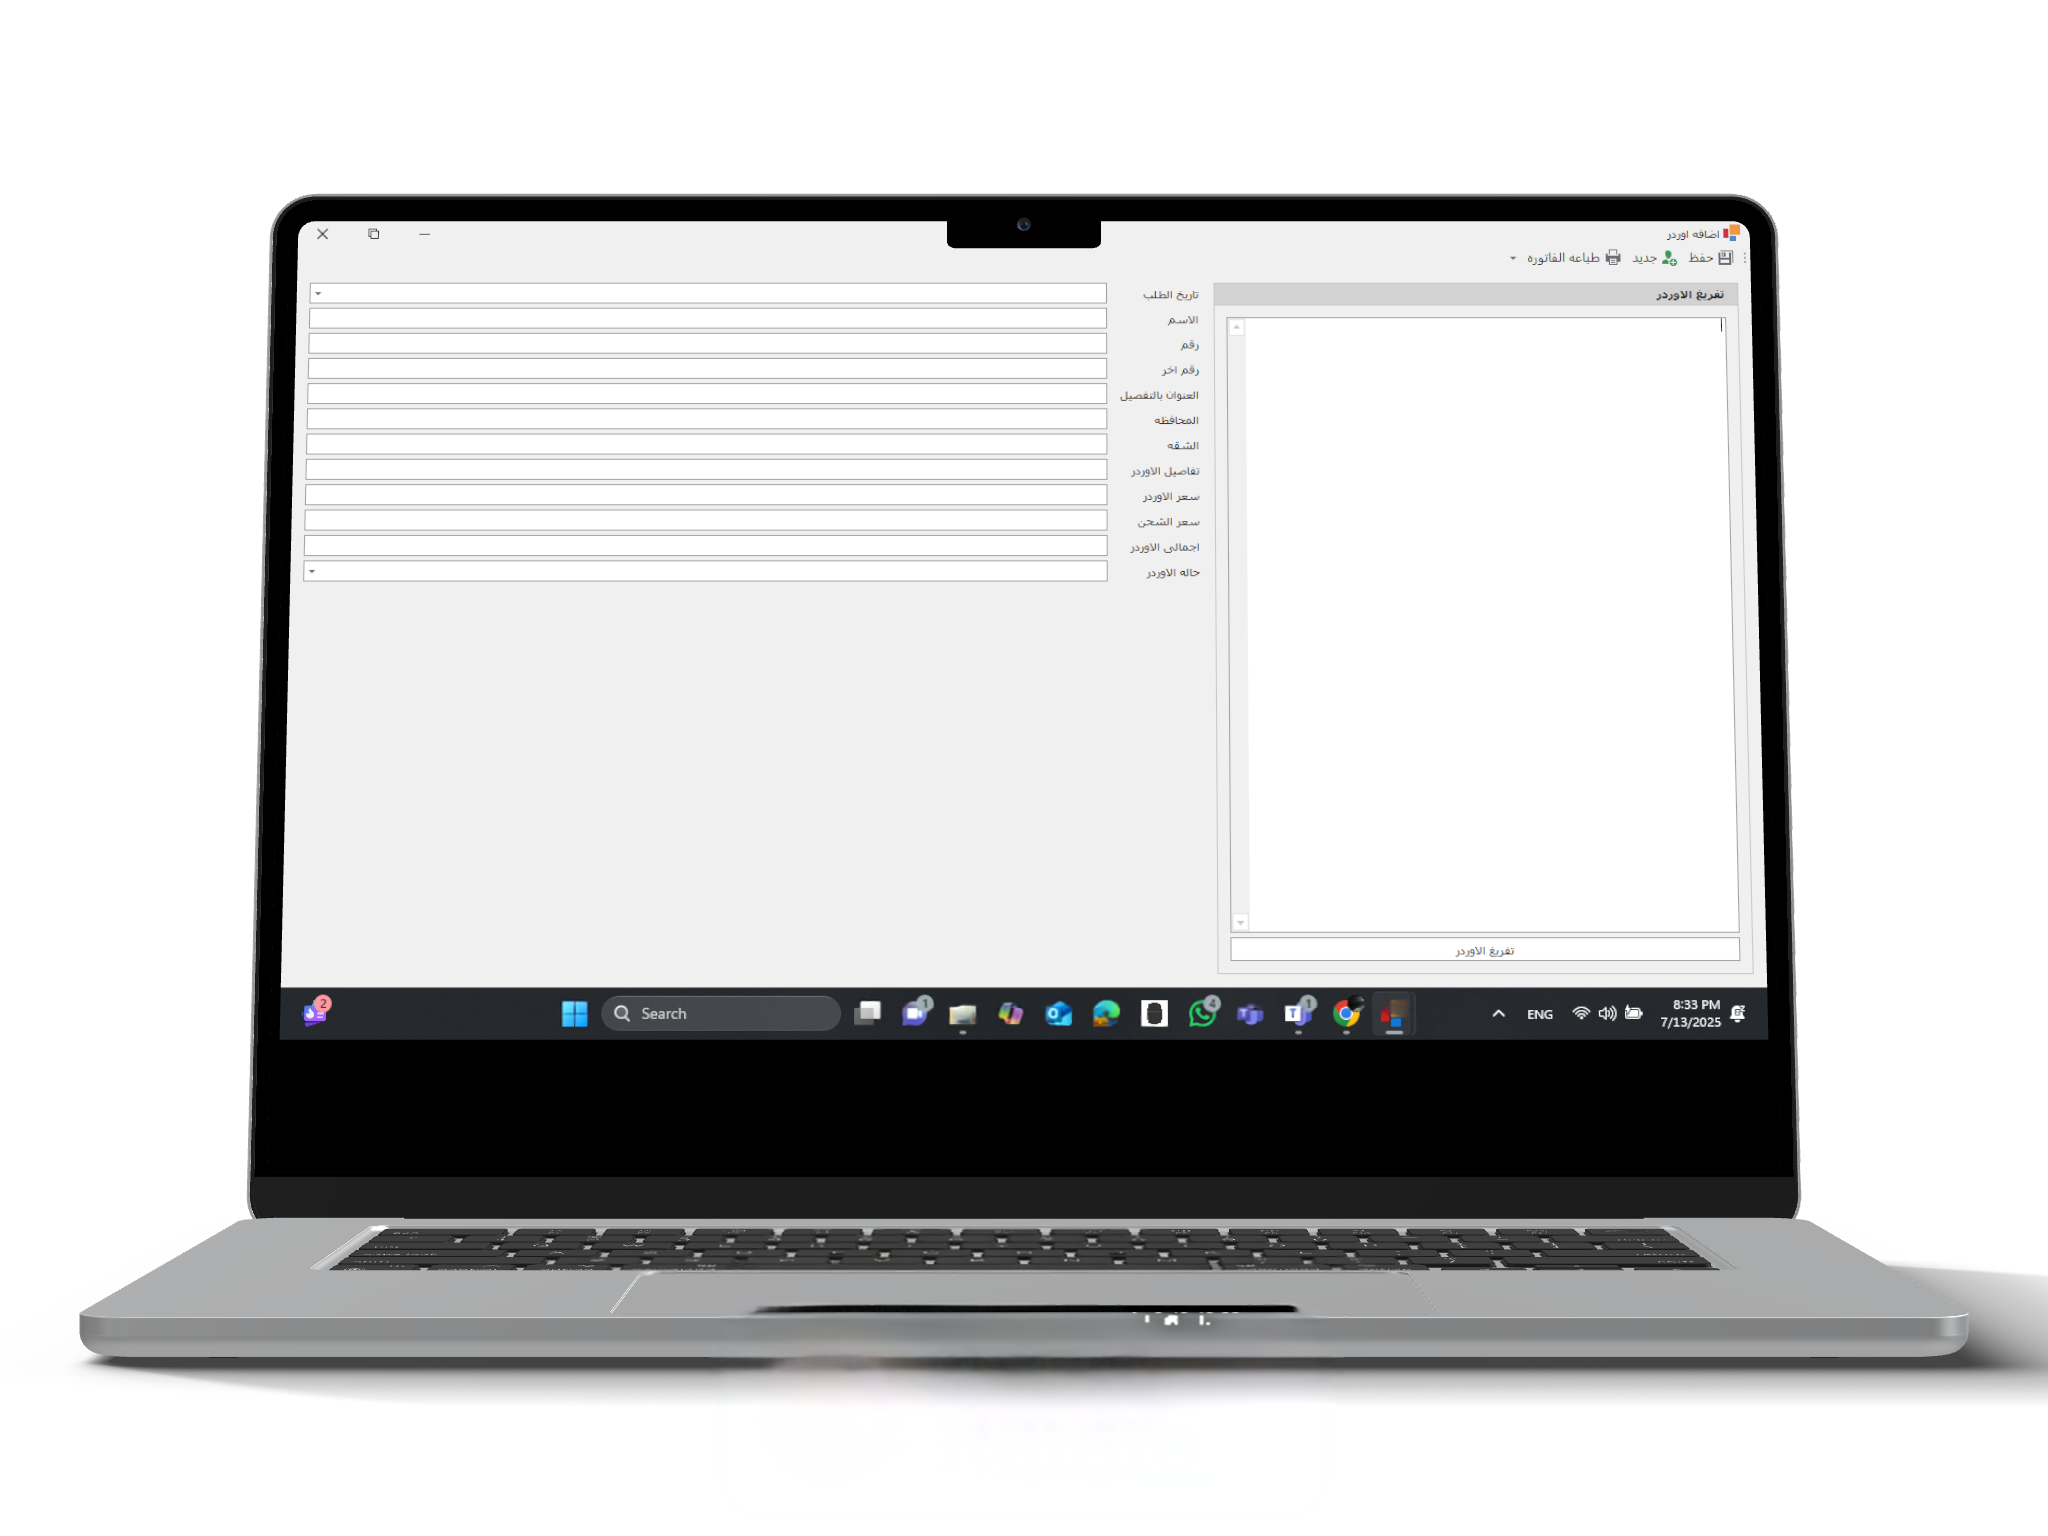 اضافه اوردر
حفظ
جديد
طباعه الفاتوره
تفريغ الاوردر
تاريخ الطلب
الاسم
رقم
رقم اخر
العنوان بالتفصيل
المحافظه
الشقه
تفاصيل الاوردر
سعر الاوردر
سعر الشحن
اجمالى الاوردر
حاله الاوردر
تفريغ الاوردر
2
Search
1
4
1
ENG
8:33 PM
7/13/2025